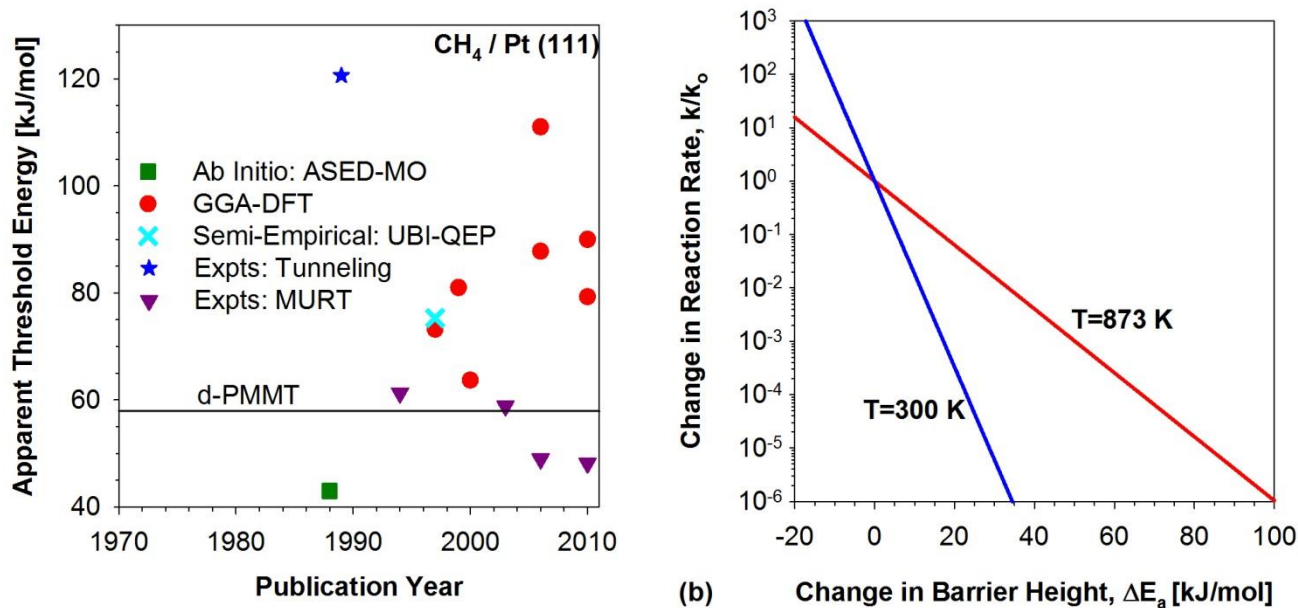 CH4 / Pt (111)
Apparent Threshold Energy [kJ/mol]
120
100
80
60
40
Ab Initio: ASED-MO
GGA-DFT
Semi-Empirical: UBI-QEP
Expts: Tunneling
Expts: MURT
d-PMMT
1970 1980 1990 2000 2010
Publication Year
Change in Reaction Rate, k/ko
10^3
10^2
10^1
10^0
10^-1
10^-2
10^-3
10^-4
10^-5
10^-6
T=873 K
T=300 K
-20 0 20 40 60 80 100
(b) Change in Barrier Height, ΔEa [kJ/mol]